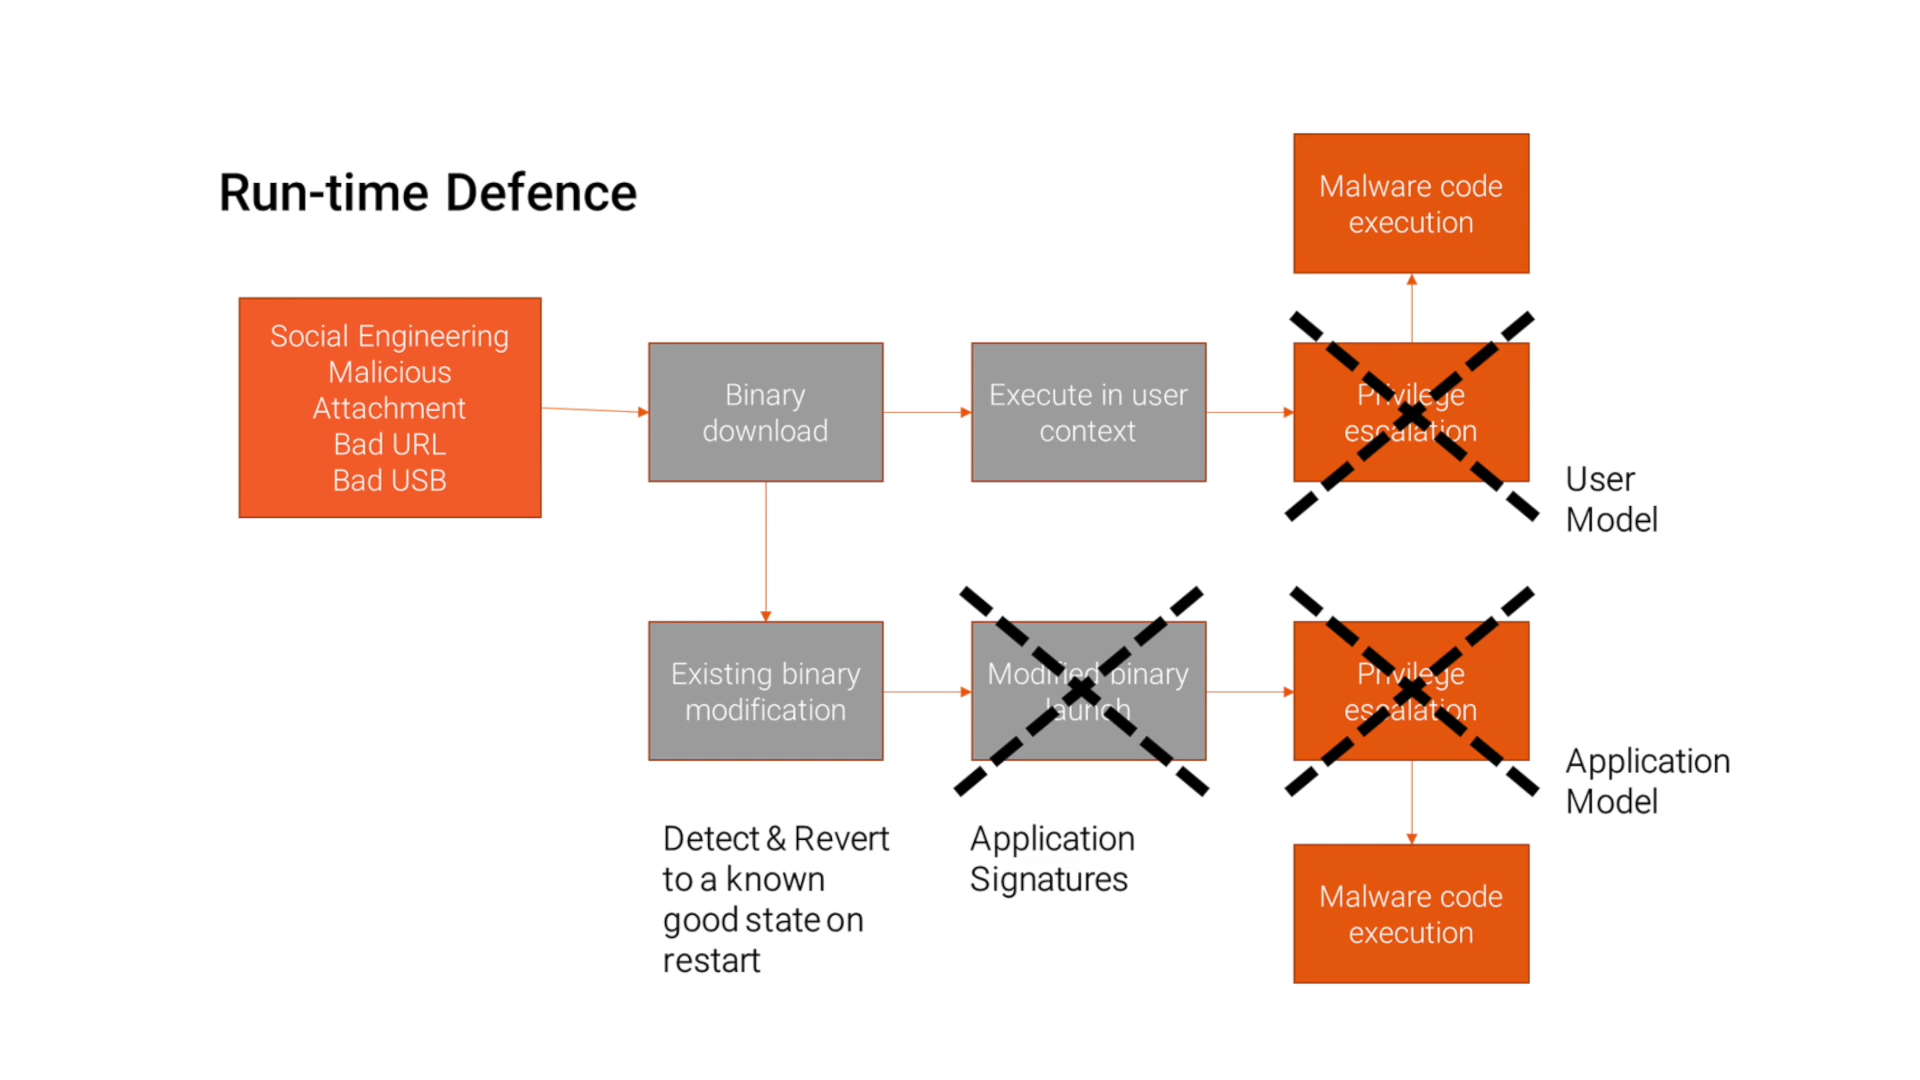 Run-time Defence
Social Engineering
Malicious
Attachment
Bad URL
Bad USB
Binary
download
Execute in user
context
Privilege
escalation
Malware code
execution
User
Model
Existing binary
modification
Modified binary
launch
Privilege
escalation
Application
Model
Malware code
execution
Detect & Revert
to a known
good state on
restart
Application
Signatures